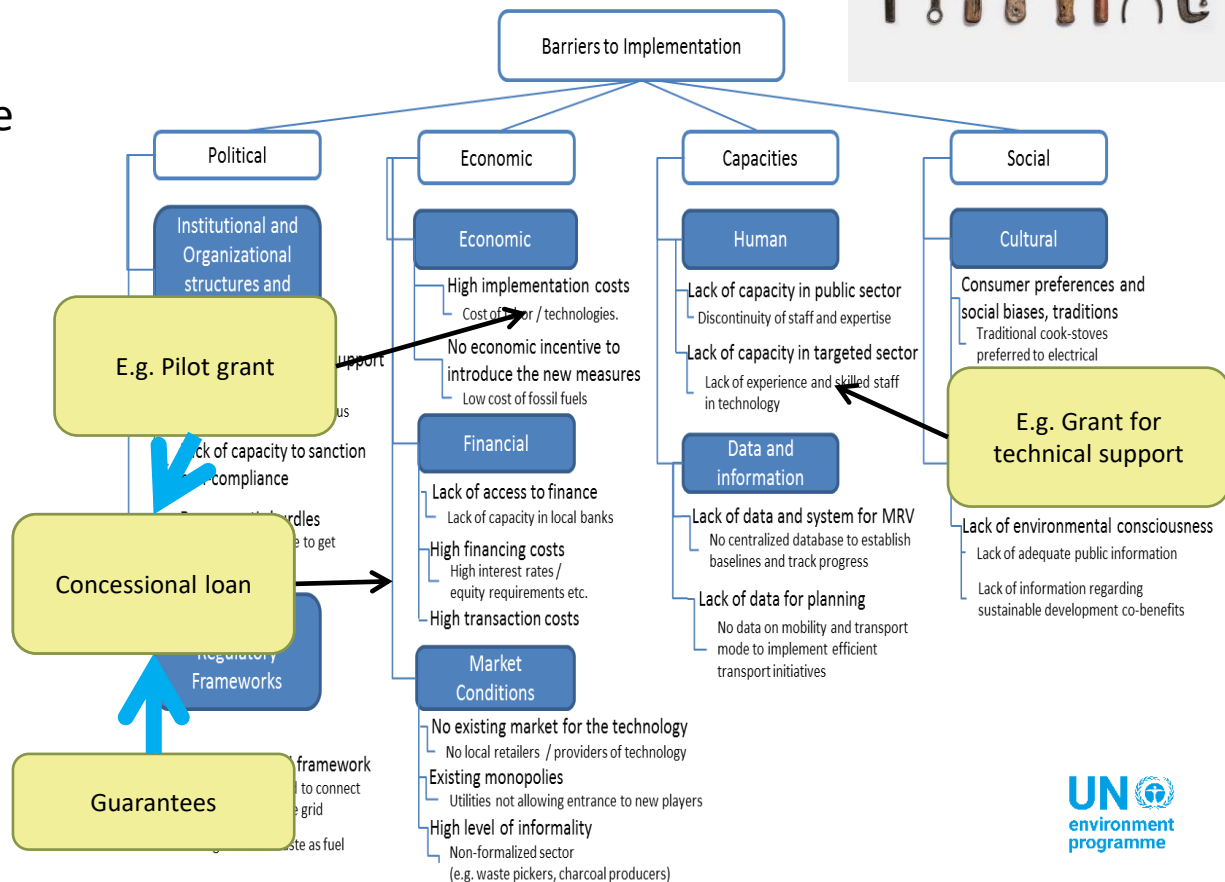 Barriers to Implementation
e
Political
Institutional and
Organizational
structures and
upport
us
ck of capacity to sanction
compliance
rdles
e to get
Regulatory
Frameworks
framework
d to connect
e grid
ste as fuel
E.g. Pilot grant
Concessional loan
Guarantees
Economic
Economic
High implementation costs
Cost of labor / technologies.
No economic incentive to
introduce the new measures
Low cost of fossil fuels
Financial
Lack of access to finance
Lack of capacity in local banks
High financing costs
High interest rates /
equity requirements etc.
High transaction costs
Market
Conditions
No existing market for the technology
No local retailers / providers of technology
Existing monopolies
Utilities not allowing entrance to new players
High level of informality
Non-formalized sector
(e.g. waste pickers, charcoal producers)
Capacities
Human
Lack of capacity in public sector
Discontinuity of staff and expertise
Lack of capacity in targeted sector
Lack of experience and skilled staff
in technology
Data and
information
Lack of data and system for MRV
No centralized database to establish
baselines and track progress
Lack of data for planning
No data on mobility and transport
mode to implement efficient
transport initiatives
Social
Cultural
Consumer preferences and
social biases, traditions
Traditional cook-stoves
preferred to electrical
E.g. Grant for
technical support
Lack of environmental consciousness
Lack of adequate public information
Lack of information regarding
sustainable development co-benefits
UN
environment
programme